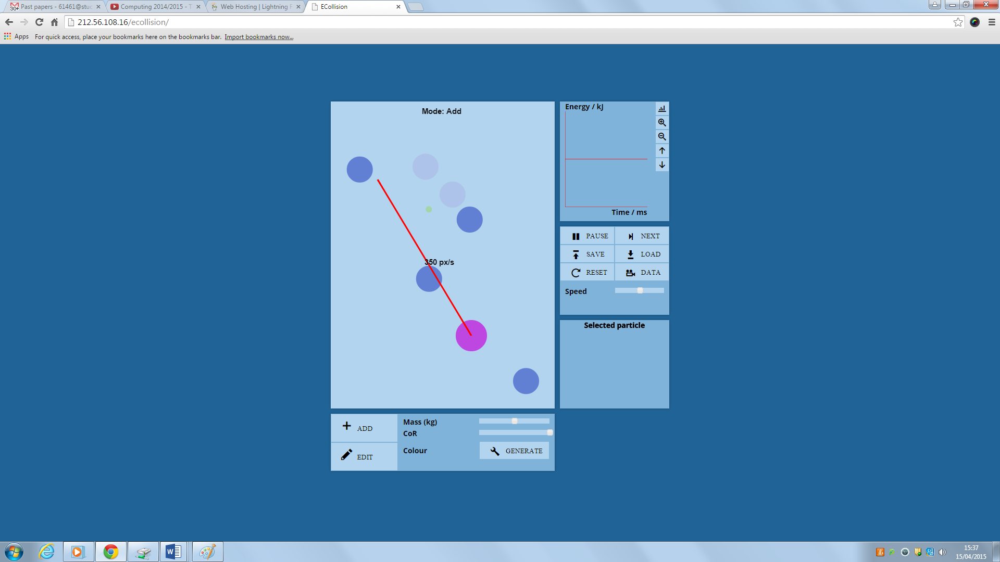 30+ Past papers - 61461@stuc
Computing 2014/2015 - T
Web Hosting | Lightning F
ECollision
212.56.108.16/ecollision/
Apps For quick access, place your bookmarks here on the bookmarks bar. Import bookmarks now...
Mode: Add
350 px/s
Energy / kJ
Time / ms
PAUSE NEXT
SAVE LOAD
RESET DATA
Speed
Selected particle
ADD
EDIT
Mass (kg)
CoR
Colour GENERATE
15:37
15/04/2015